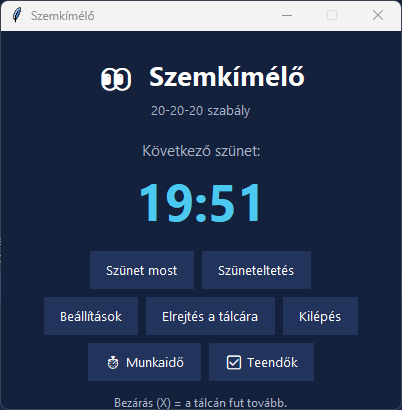 Szemkímélő
Szemkímélő
20-20-20 szabály
Következő szünet:
19:51
Szünet most
Szüneteltetés
Beállítások
Elrejtés a tálcára
Kilépés
Munkaidő
Teendők
Bezárás (X) = a tálcán fut tovább.